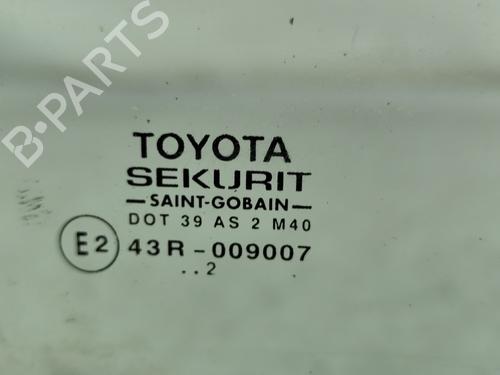 B-PARTS
TOYOTA
SEKURIT
SAINT-GOBAIN
DOT 39 AS 2 M40
E2 43R-009007
..2